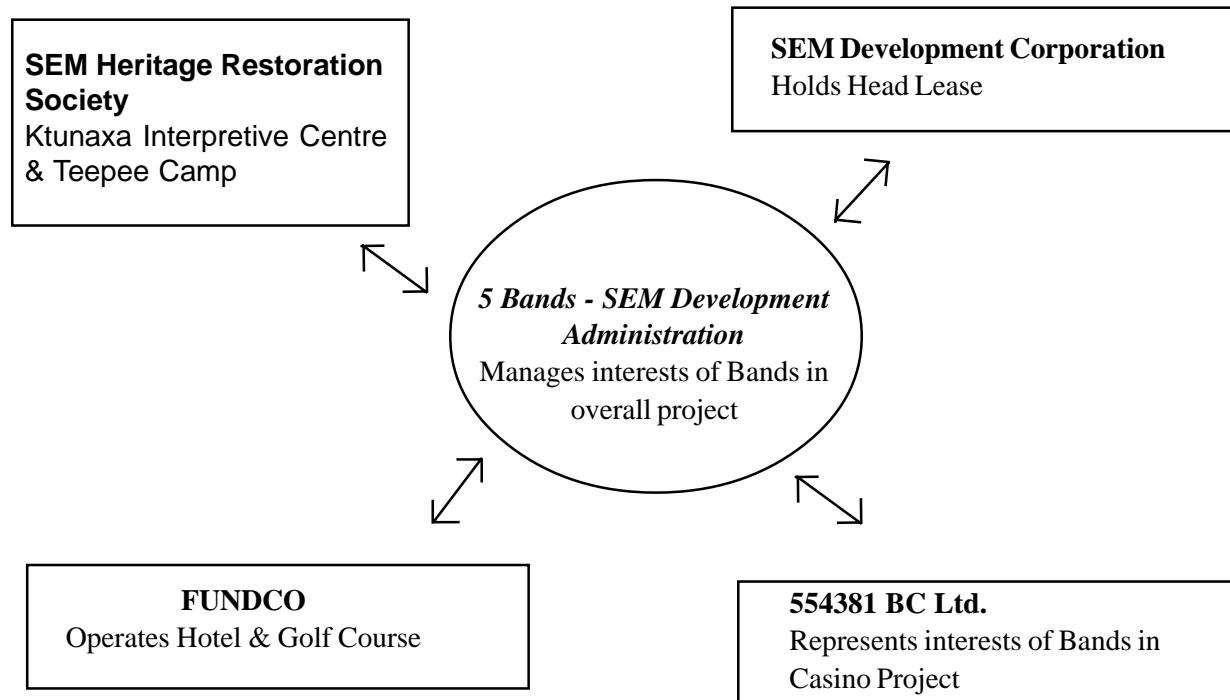 SEM Heritage Restoration
Society
Ktunaxa Interpretive Centre
& Teepee Camp
SEM Development Corporation
Holds Head Lease
5 Bands - SEM Development
Administration
Manages interests of Bands in
overall project
FUNDCO
Operates Hotel & Golf Course
554381 BC Ltd.
Represents interests of Bands in
Casino Project